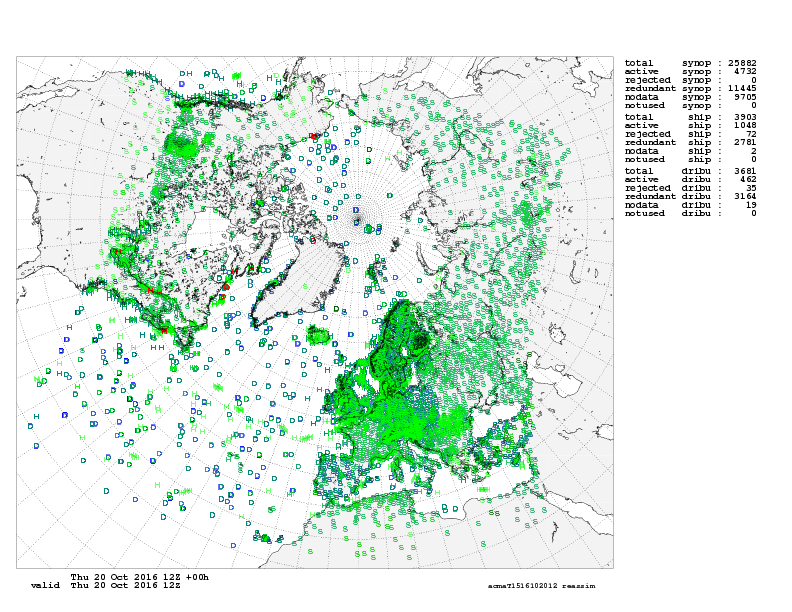 total synop : 25882
active synop : 4732
rejected synop : 0
redundant synop : 11445
nodata synop : 9705
notused synop : 0
total ship : 3903
active ship : 1048
rejected ship : 72
redundant ship : 2781
nodata ship : 2
notused ship : 0
total dribu : 3681
active dribu : 462
rejected dribu : 35
redundant dribu : 3164
nodata dribu : 19
notused dribu : 0
Thu 20 Oct 2016 12Z +00h
valid Thu 20 Oct 2016 12Z
acmaT1516102012 reassim